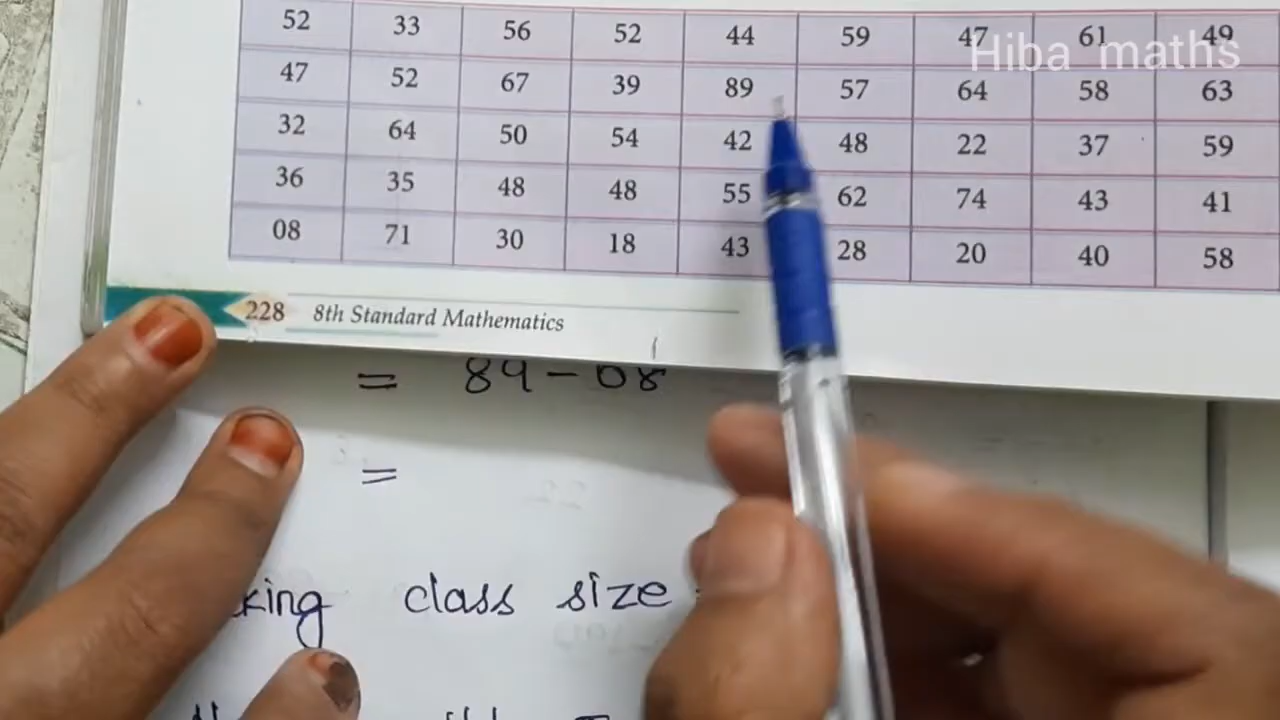 52 33 56 52 44 59 47 61 49
Hiba maths
47 52 67 39 89 57 64 58 63
32 64 50 54 42 48 22 37 59
36 35 48 48 55 62 74 43 41
08 71 30 18 43 28 20 40 58
228 8th Standard Mathematics
= 89 - 08
=
class size